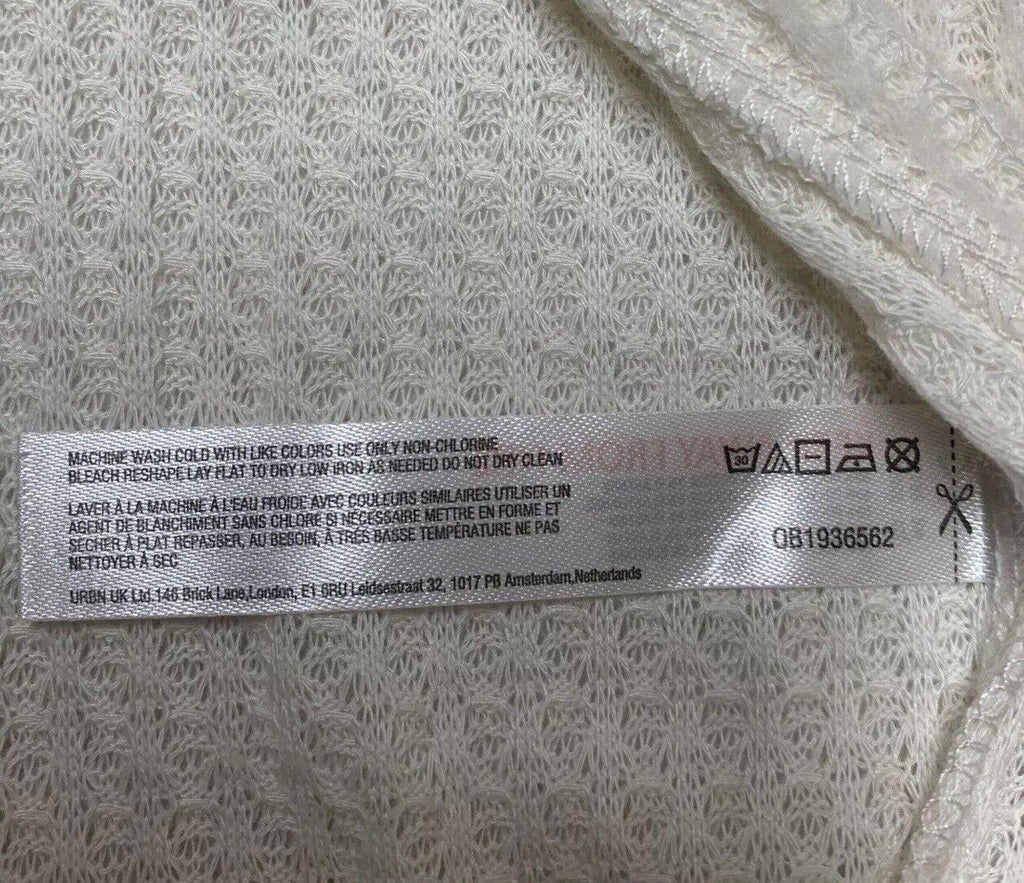 MACHINE WASH COLD WITH LIKE COLORS USE ONLY NON-CHLORINE
BLEACH RESHAPE LAY FLAT TO DRY LOW IRON AS NEEDED DO NOT DRY CLEAN
LAVER À LA MACHINE À L'EAU FROIDE AVEC COULEURS SIMILAIRES UTILISER UN
AGENT DE BLANCHIMENT SANS CHLORE SI NÉCESSAIRE METTRE EN FORME ET
SÉCHER À PLAT REPASSER, AU BESOIN, À TRÈS BASSE TEMPÉRATURE NE PAS
NETTOYER À SEC
URBN UK Ltd.146 Brick Lane,London, E1 6RU Leidsestraat 32, 1017 PB Amsterdam,Netherlands
30
OB1936562